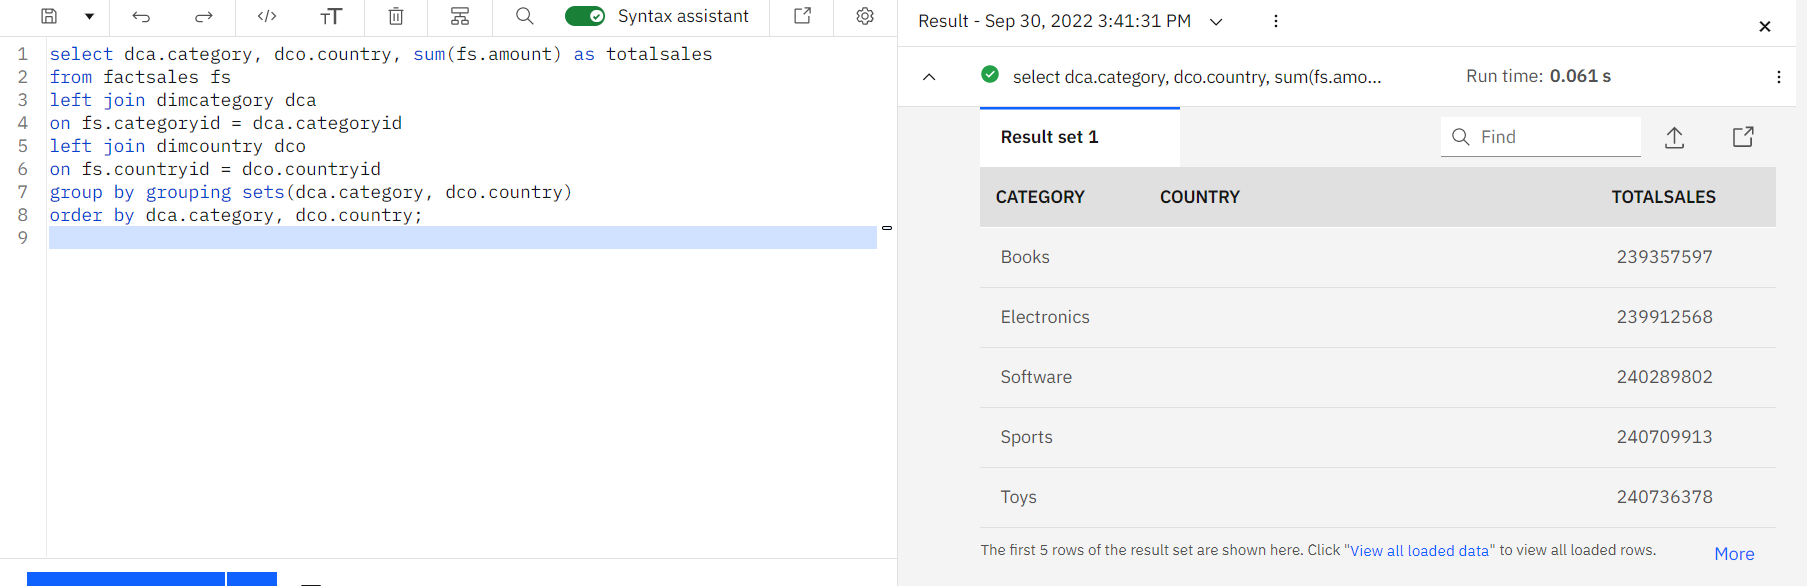 </> TT Syntax assistant
1 select dca.category, dco.country, sum(fs.amount) as totalsales
2 from factsales fs
3 left join dimcategory dca
4 on fs.categoryid = dca.categoryid
5 left join dimcountry dco
6 on fs.countryid = dco.countryid
7 group by grouping sets(dca.category, dco.country)
8 order by dca.category, dco.country;
9
Result - Sep 30, 2022 3:41:31 PM
select dca.category, dco.country, sum(fs.amo... Run time: 0.061 s
Result set 1 Find
CATEGORY COUNTRY TOTALSALES
Books 239357597
Electronics 239912568
Software 240289802
Sports 240709913
Toys 240736378
The first 5 rows of the result set are shown here. Click "View all loaded data" to view all loaded rows. More